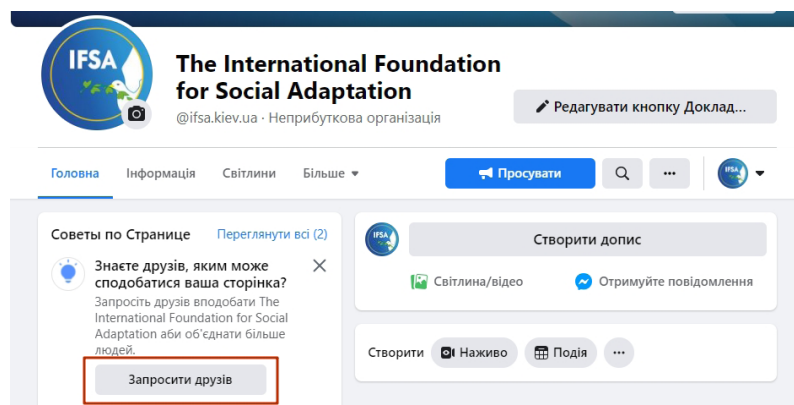 IFSA
The International Foundation
for Social Adaptation
@ifsa.kiev.ua · Неприбуткова організація
Редагувати кнопку Доклад...
Головна Інформація Світлини Більше
Просувати
IFSA
Советы по Странице Переглянути всі (2)
Знаєте друзів, яким може
сподобатися ваша сторінка?
Запросіть друзів вподобати The
International Foundation for Social
Adaptation аби об'єднати більше
людей.
Запросити друзів
IFSA
Створити допис
Світлина/відео Отримуйте повідомлення
Створити Наживо Подія